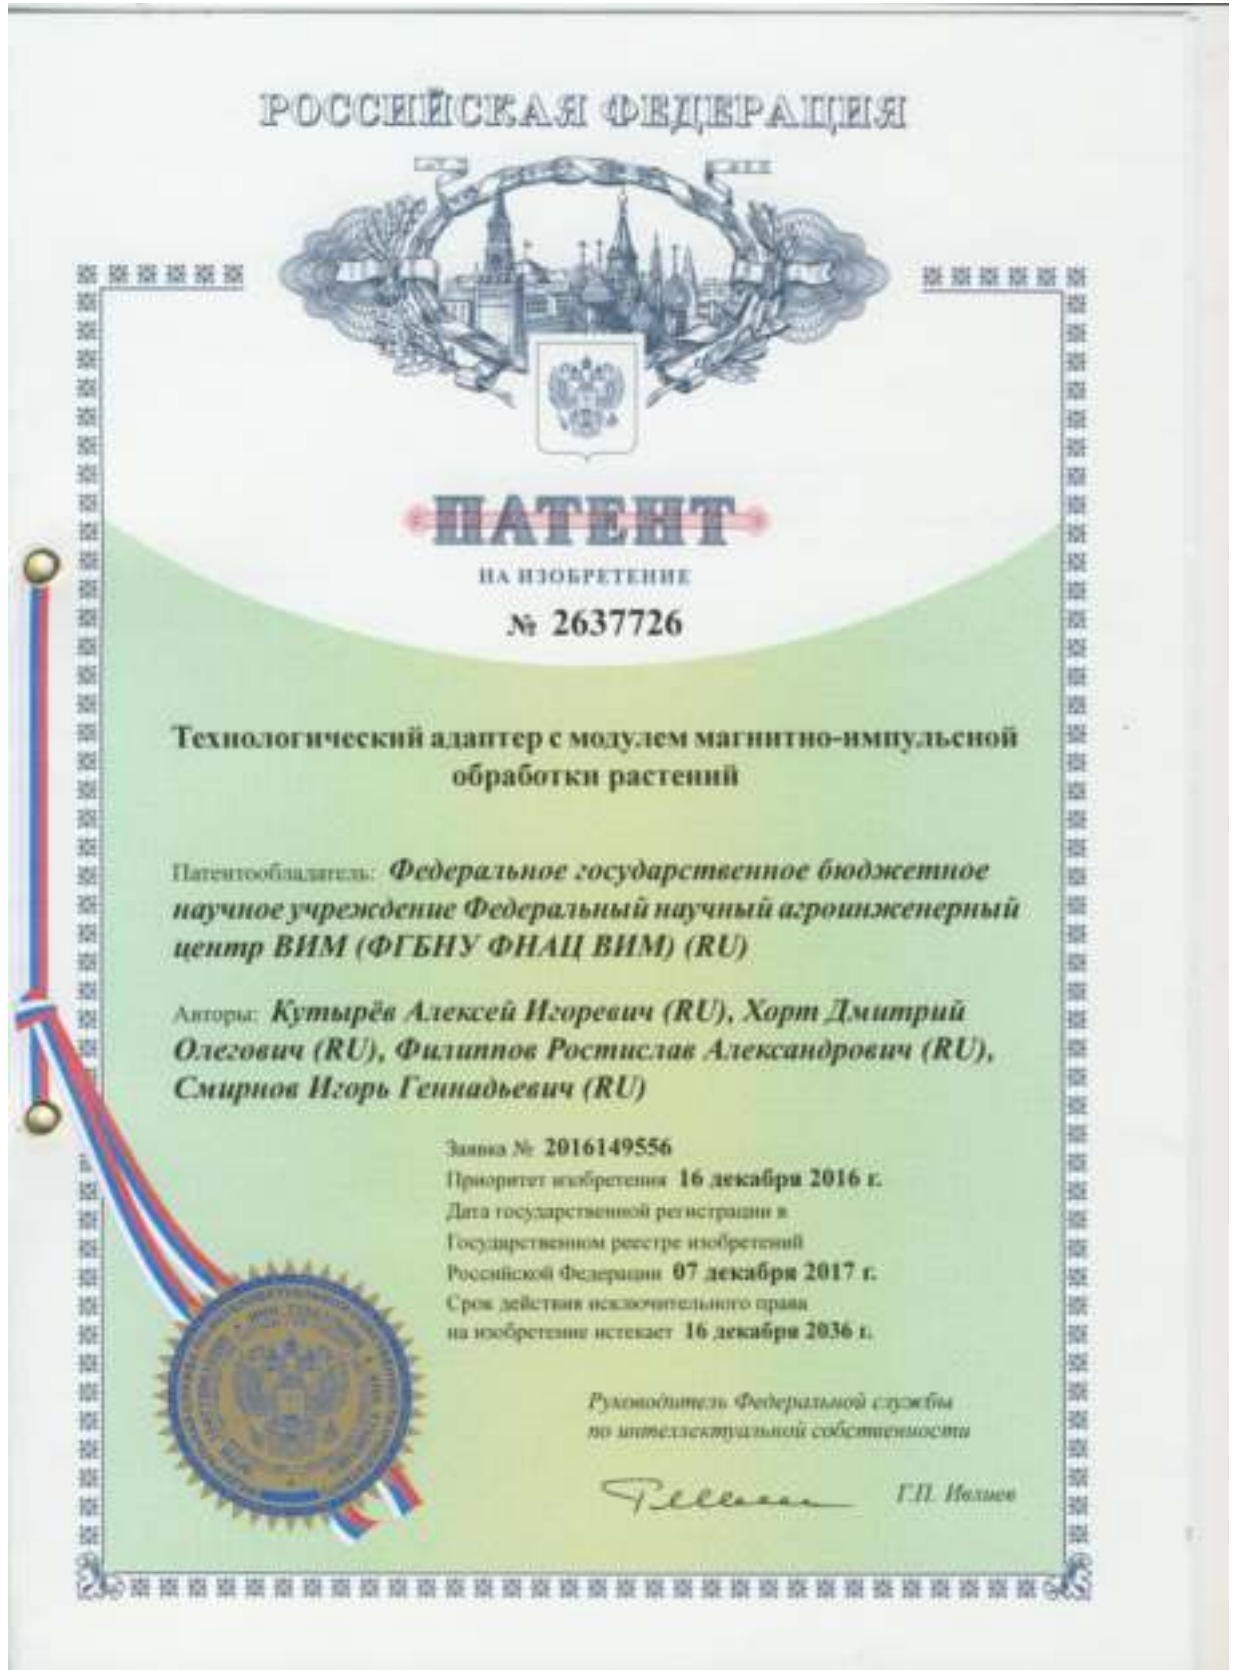 РОССИЙСКАЯ ФЕДЕРАЦИЯ
ПАТЕНТ
НА ИЗОБРЕТЕНИЕ
№ 2637726
Технологический адаптер с модулем магнитно-импульсной
обработки растений
Патентообладатель: Федеральное государственное бюджетное
научное учреждение Федеральный научный агроинженерный
центр ВИМ (ФГБНУ ФНАЦ ВИМ) (RU)
Авторы: Кутырёв Алексей Игоревич (RU), Хорт Дмитрий
Олегович (RU), Филиппов Ростислав Александрович (RU),
Смирнов Игорь Геннадьевич (RU)
Заявка № 2016149556
Приоритет изобретения 16 декабря 2016 г.
Дата государственной регистрации в
Государственном реестре изобретений
Российской Федерации 07 декабря 2017 г.
Срок действия исключительного права
на изобретение истекает 16 декабря 2036 г.
Руководитель Федеральной службы
по интеллектуальной собственности
Г.П. Ивлиев